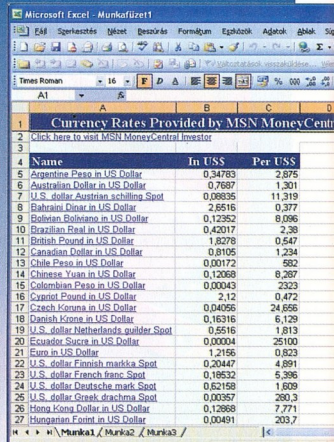 Microsoft Excel - Munkafüzet1
Fájl Szerkesztés Nézet Beszúrás Formátum Eszközök Adatok Ablak Súg
Változtatások visszaküldése...
Times Roman 16 F D A 000
A1 fx
A B C D
1 Currency Rates Provided by MSN MoneyCentr
2 Click here to visit MSN MoneyCentral Investor
3
4 Name In US$ Per US$
5 Argentine Peso in US Dollar 0,34783 2,875
6 Australian Dollar in US Dollar 0,7687 1,301
7 U.S. dollar Austrian schilling Spot 0,08835 11,319
8 Bahraini Dinar in US Dollar 2,6516 0,377
9 Bolivian Boliviano in US Dollar 0,12352 8,096
10 Brazilian Real in US Dollar 0,42017 2,38
11 British Pound in US Dollar 1,8278 0,547
12 Canadian Dollar in US Dollar 0,8105 1,234
13 Chile Peso in US Dollar 0,00172 582
14 Chinese Yuan in US Dollar 0,12068 8,287
15 Colombian Peso in US Dollar 0,00043 2323
16 Cypriot Pound in US Dollar 2,12 0,472
17 Czech Koruna in US Dollar 0,04056 24,656
18 Danish Krone in US Dollar 0,16316 6,129
19 U.S. dollar Netherlands guilder Spot 0,5516 1,813
20 Ecuador Sucre in US Dollar 0,00004 25100
21 Euro in US Dollar 1,2156 0,823
22 U.S. dollar Finnish markka Spot 0,20447 4,891
23 U.S. dollar French franc Spot 0,18532 5,396
24 U.S. dollar Deutsche mark Spot 0,62158 1,609
25 U.S. dollar Greek drachma Spot 0,00357 280,3
26 Hong Kong Dollar in US Dollar 0,12868 7,771
27 Hungarian Forint in US Dollar 0,00491 203,7
Munka1 Munka2 Munka3